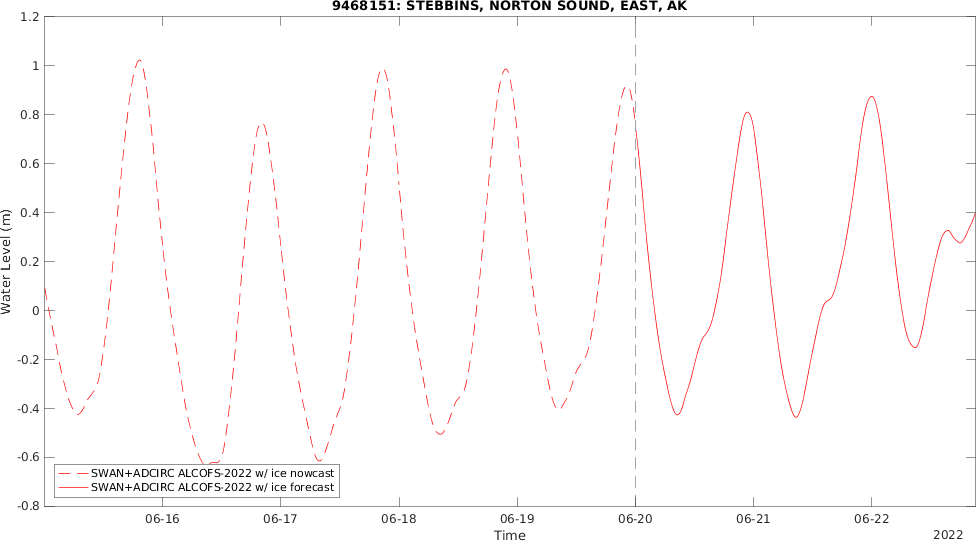 9468151: STEBBINS, NORTON SOUND, EAST, AK
1.2
1
0.8
0.6
0.4
0.2
0
-0.2
-0.4
-0.6
-0.8
Water Level (m)
SWAN+ADCIRC ALCOFS-2022 w/ ice nowcast
SWAN+ADCIRC ALCOFS-2022 w/ ice forecast
06-16 06-17 06-18 06-19 06-20 06-21 06-22
Time
2022